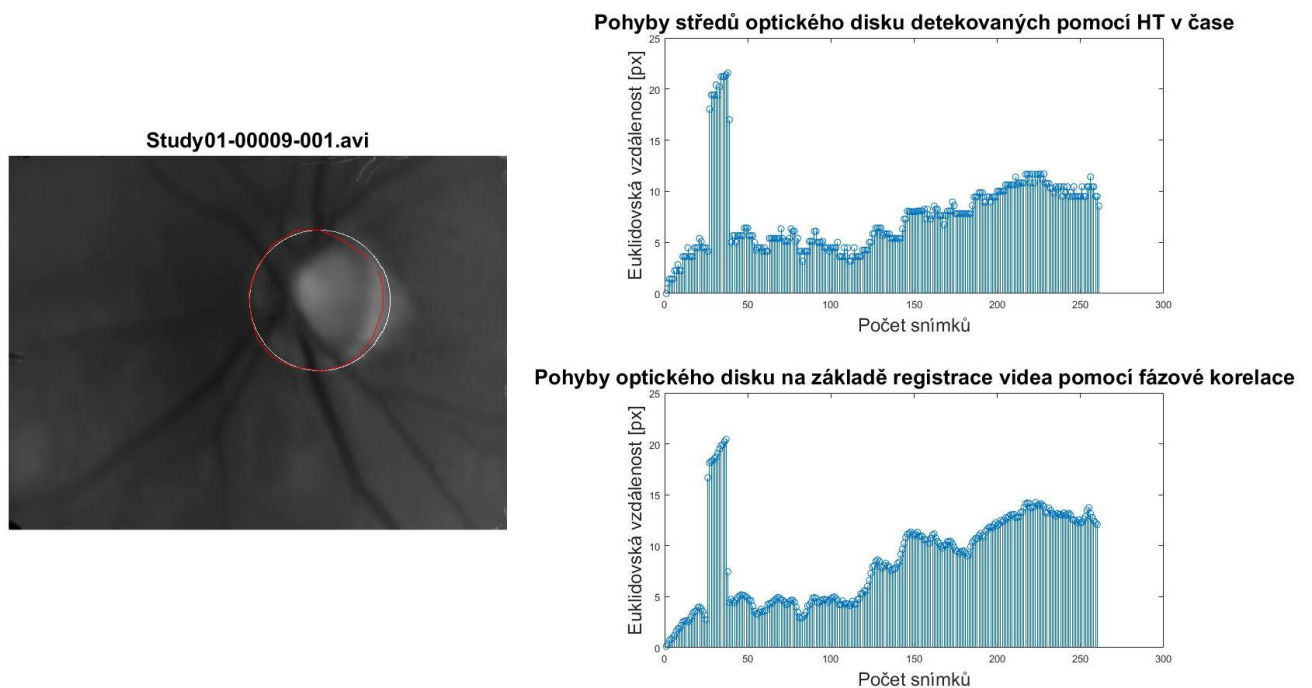 Study01-00009-001.avi
Pohyby středů optického disku detekovaných pomocí HT v čase
Euklidovská vzdálenost [px]
25
20
15
10
5
0
0 50 100 150 200 250 300
Počet snímků
Pohyby optického disku na základě registrace videa pomocí fázové korelace
Euklidovská vzdálenost [px]
25
20
15
10
5
0
0 50 100 150 200 250 300
Počet snímků